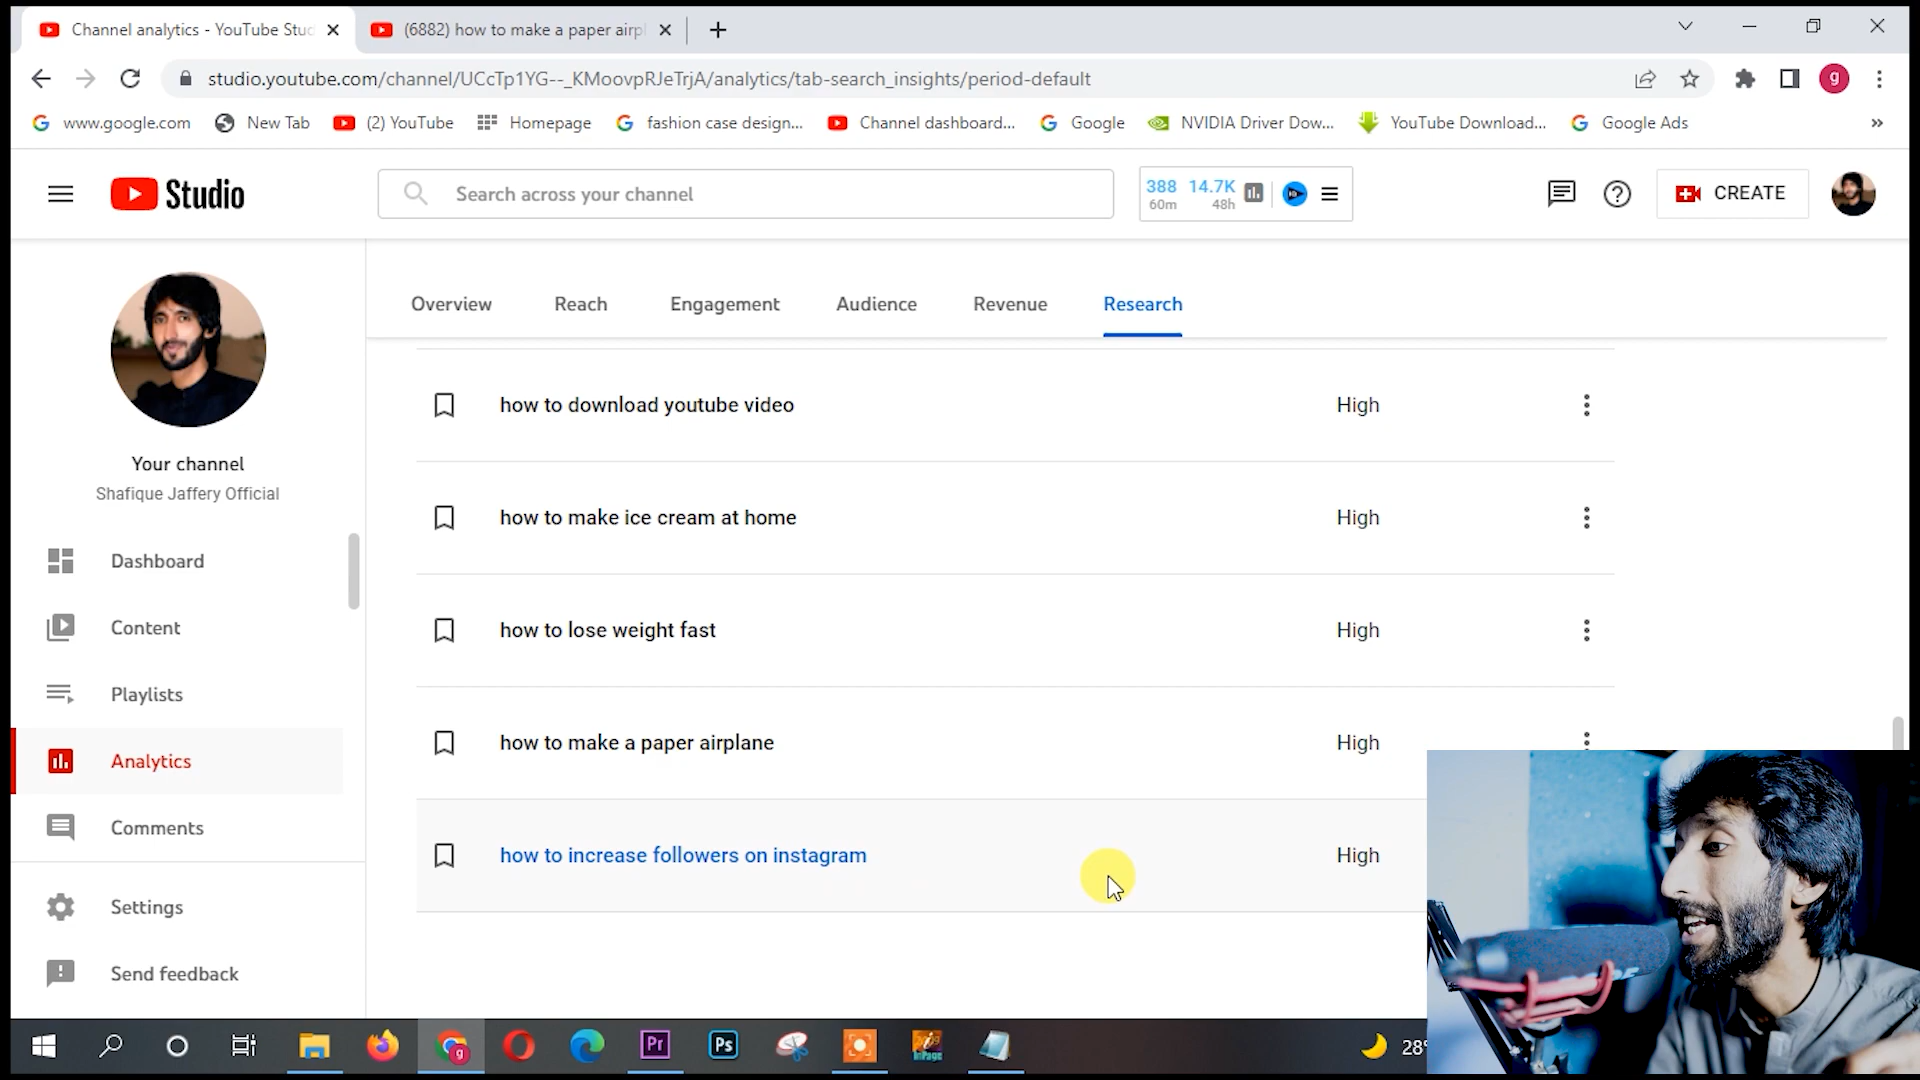 Channel analytics - YouTube Stud
(6882) how to make a paper airpl
studio.youtube.com/channel/UCcTp1YG--_KMoovpRJeTrjA/analytics/tab-search_insights/period-default
g
www.google.com
New Tab
(2) YouTube
Homepage
fashion case design...
Channel dashboard...
Google
NVIDIA Driver Dow...
YouTube Download...
Google Ads
»
Studio
Search across your channel
388 14.7K
60m 48h
CREATE
Overview
Reach
Engagement
Audience
Revenue
Research
how to download youtube video High
how to make ice cream at home High
how to lose weight fast High
how to make a paper airplane High
how to increase followers on instagram High
Your channel
Shafique Jaffery Official
Dashboard
Content
Playlists
Analytics
Comments
Settings
Send feedback
g
Pr
Ps
InPage
28°